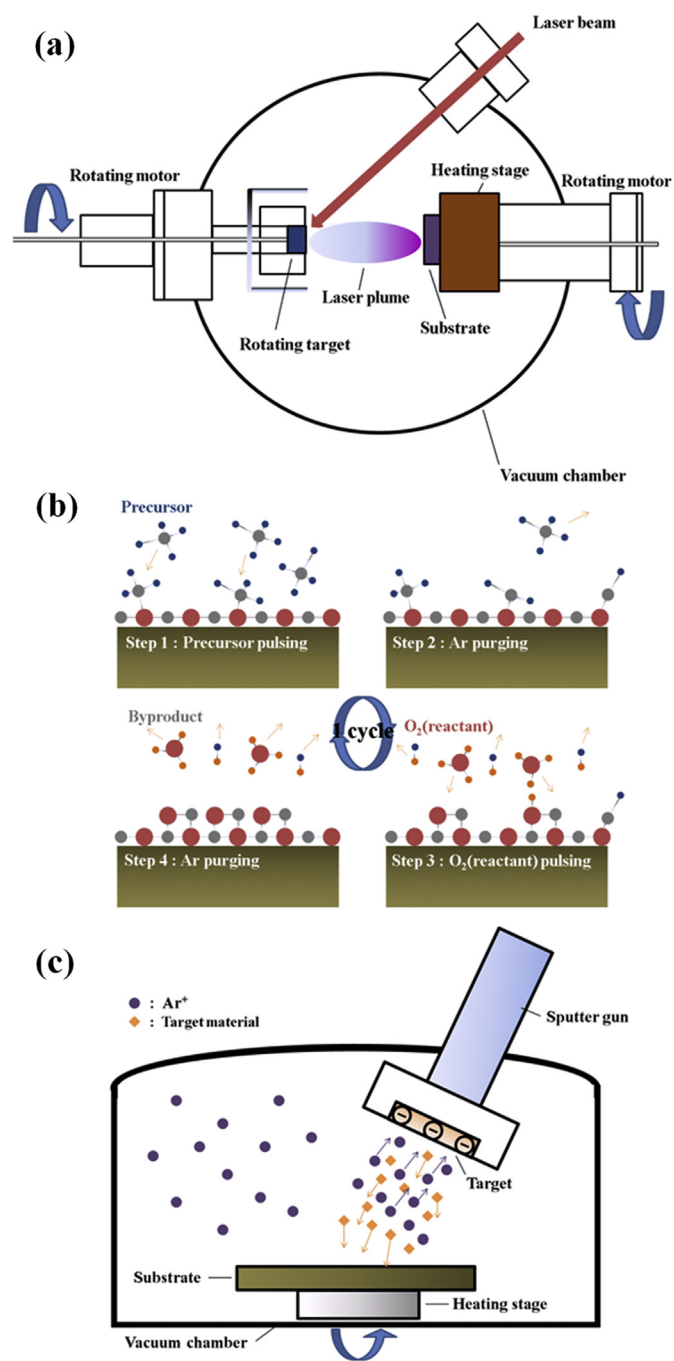 (a)
Laser beam
Rotating motor
Heating stage
Rotating motor
Laser plume
Rotating target
Substrate
Vacuum chamber
(b)
Precursor
Step 1 : Precursor pulsing
Step 2 : Ar purging
Byproduct
1 cycle
O₂(reactant)
Step 4 : Ar purging
Step 3 : O₂(reactant) pulsing
(c)
: Ar⁺
: Target material
Sputter gun
− − −
Target
Substrate
Heating stage
Vacuum chamber